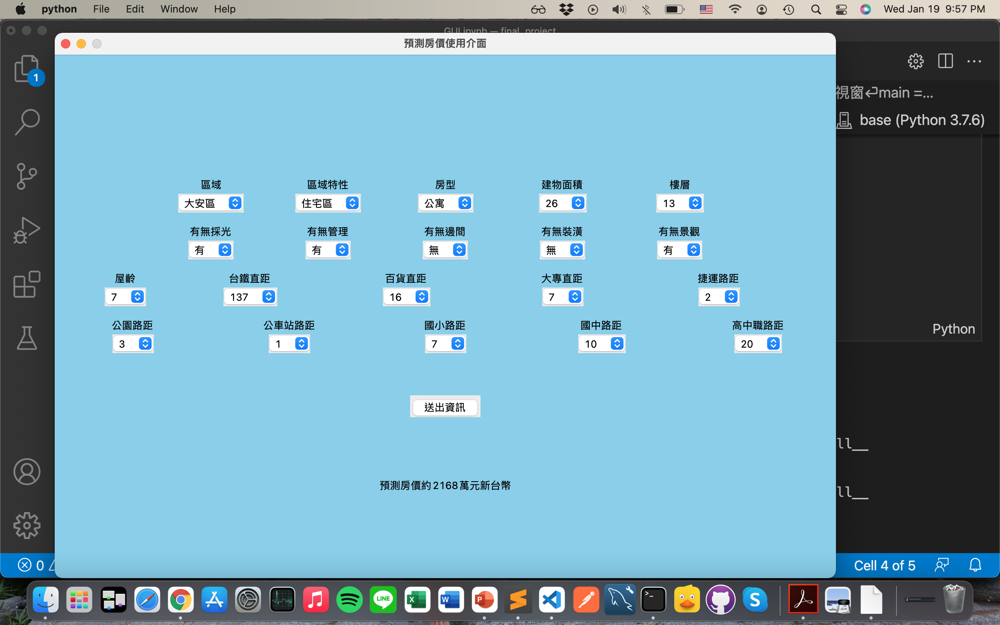 python File Edit Window Help Wed Jan 19 9:57 PM
GUI.ipynb — final_project
預測房價使用介面
1
視窗⏎main =...
base (Python 3.7.6)
區域 區域特性 房型 建物面積 樓層
大安區 住宅區 公寓 26 13
有無採光 有無管理 有無邊間 有無裝潢 有無景觀
有 有 無 無 有
屋齡 台鐵直距 百貨直距 大專直距 捷運路距
7 137 16 7 2
公園路距 公車站路距 國小路距 國中路距 高中職路距
3 1 7 10 20
Python
送出資訊
ll__
預測房價約2168萬元新台幣
ll__
0 Cell 4 of 5
LINE X W P >_ S